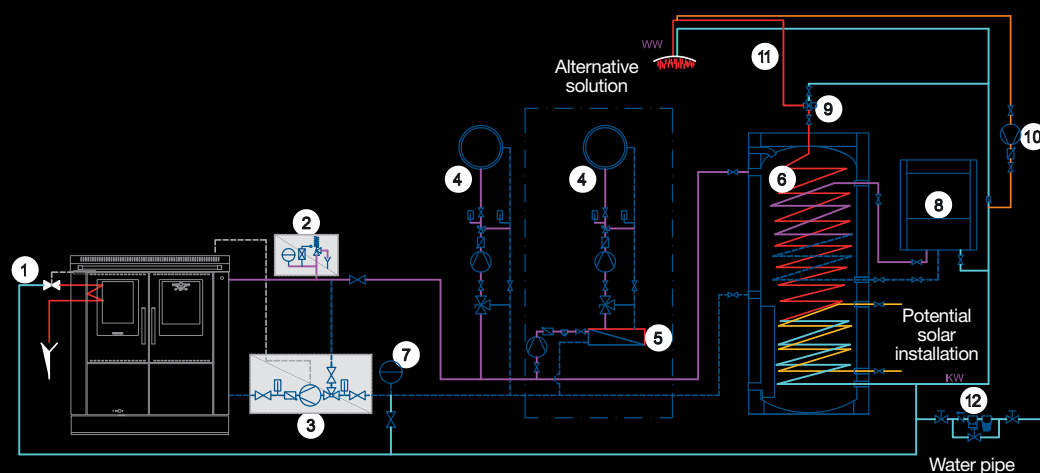 WW
11
Alternative
solution
9
10
4
4
6
8
2
1
7
5
Potential
solar
installation
KW
3
12
Water pipe